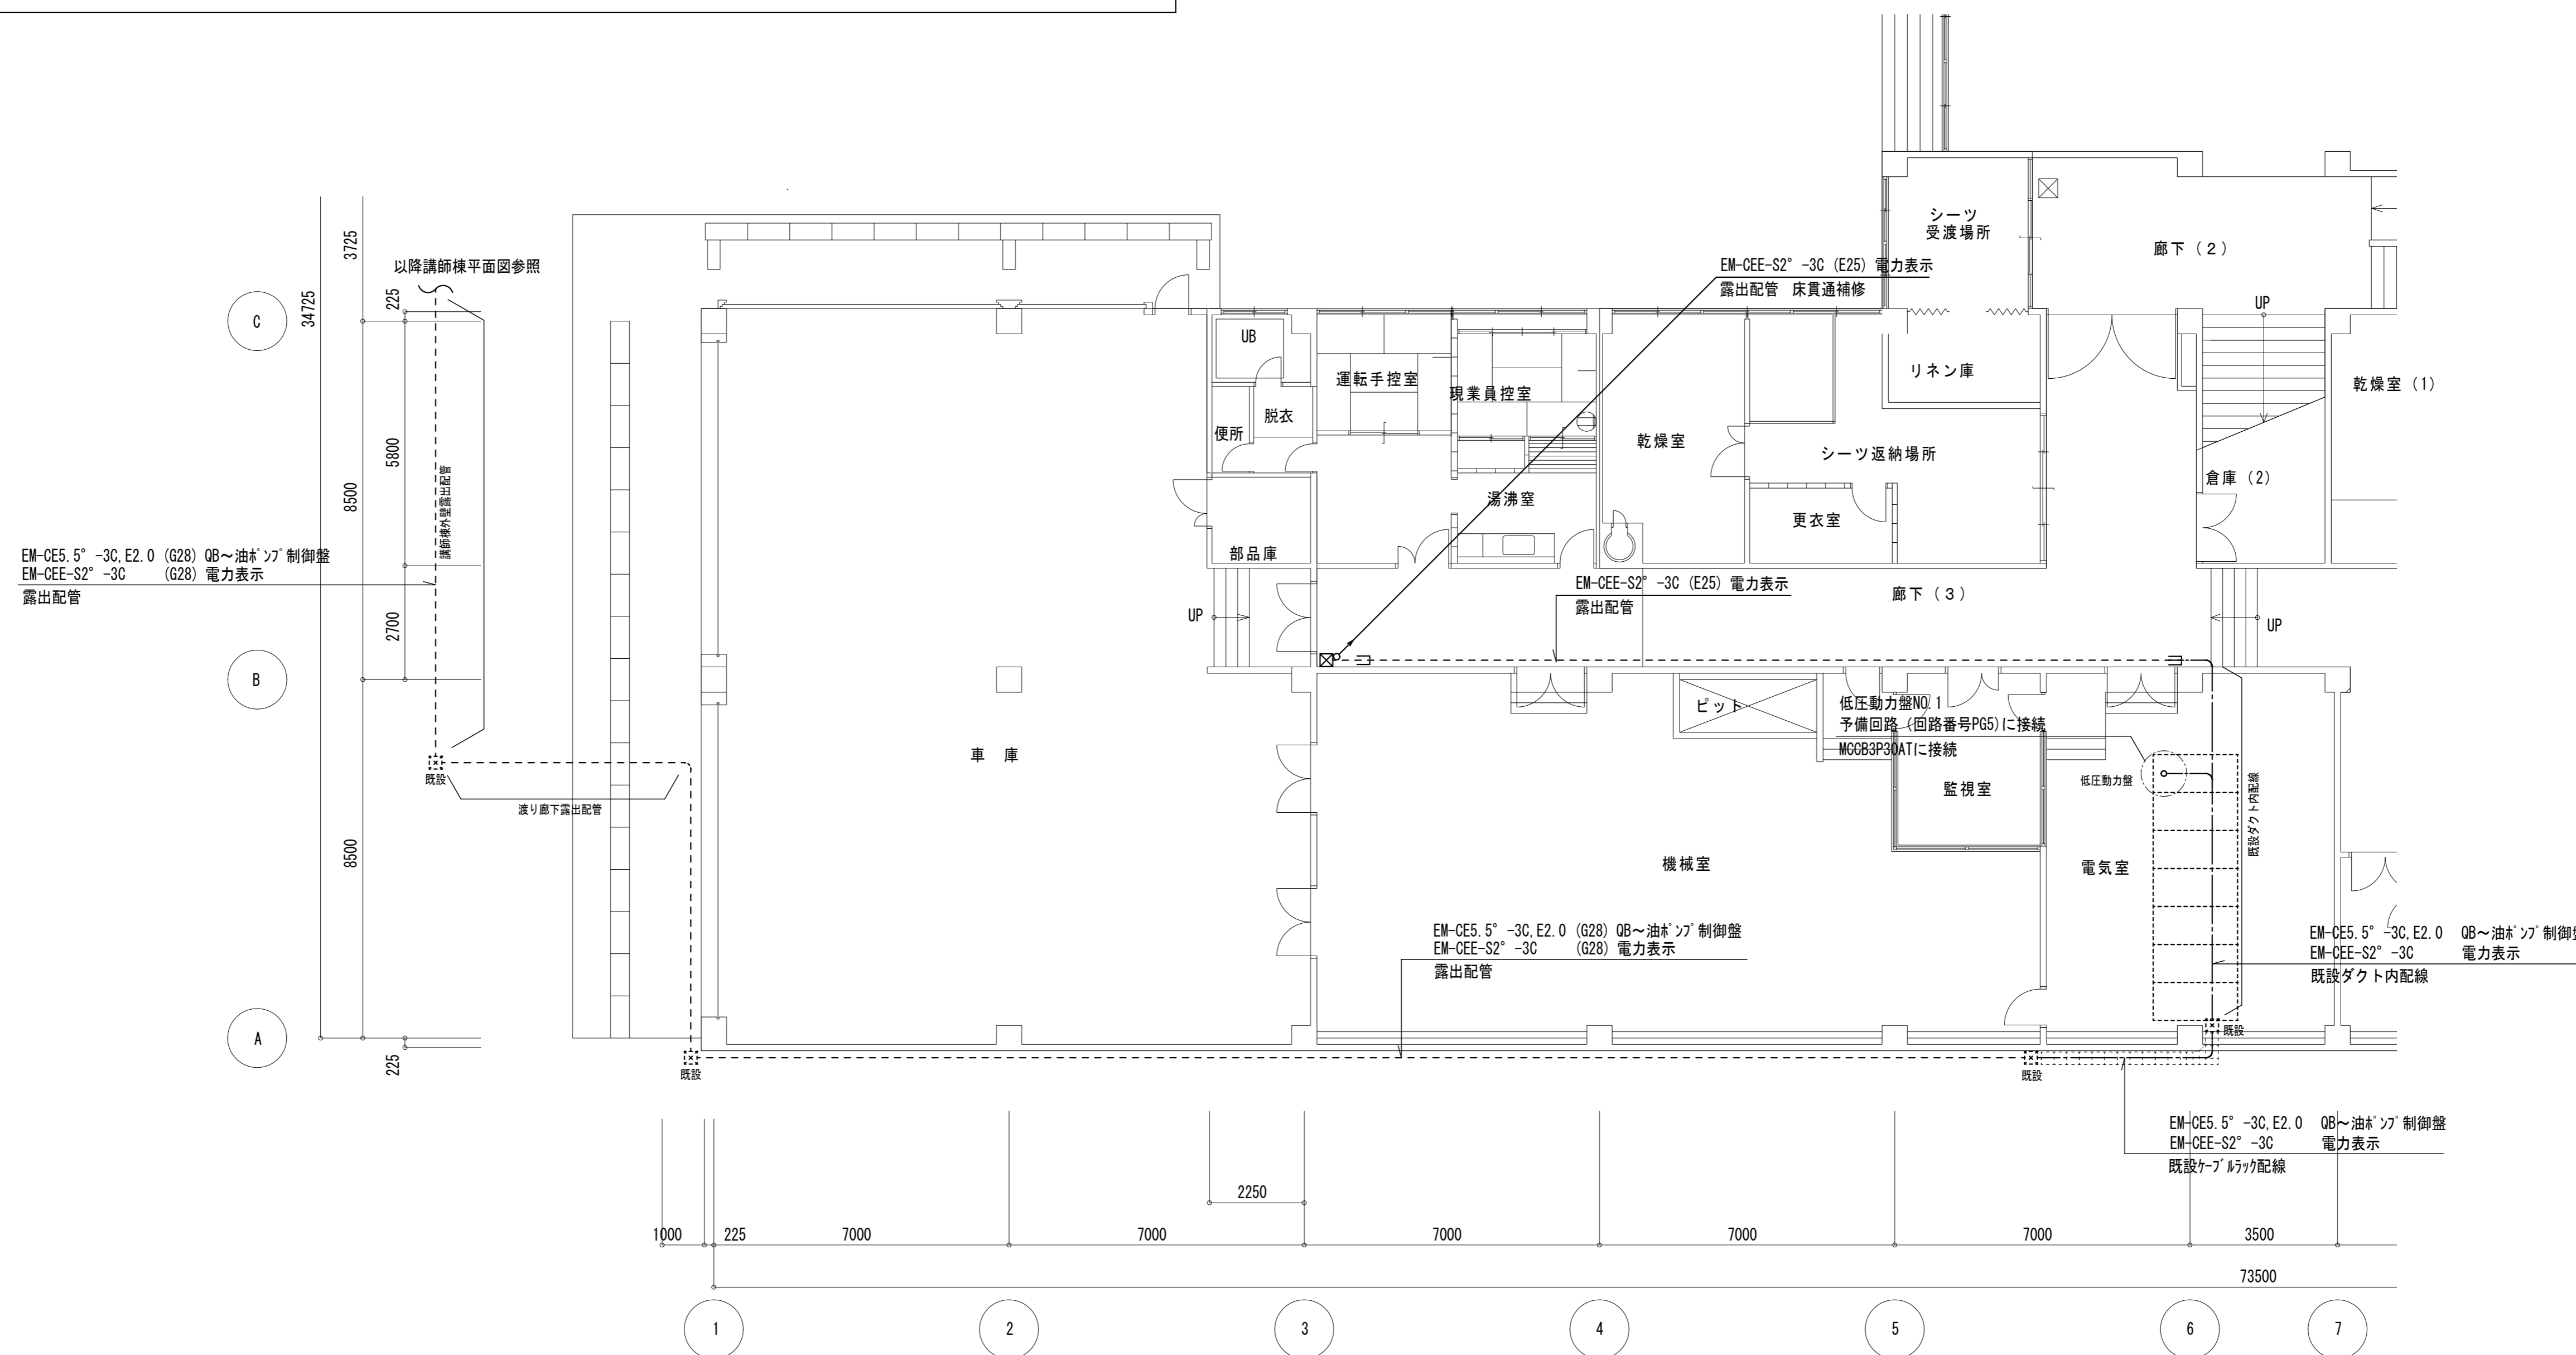 以降講師棟平面図参照
3725
34725
225
5800
8500
2700
8500
225
C
B
A
講師棟外壁露出配管
EM-CE5.5°-3C,E2.0 (G28) QB～油ﾎﾟﾝﾌﾟ制御盤
EM-CEE-S2°-3C (G28) 電力表示
露出配管
既設
渡り廊下露出配管
既設
車 庫
UB
脱衣
便所
部品庫
運転手控室
現業員控室
湯沸室
乾燥室
シーツ
受渡場所
リネン庫
シーツ返納場所
更衣室
廊下（2）
UP
乾燥室（1）
倉庫（2）
EM-CEE-S2°-3C (E25) 電力表示
露出配管 床貫通補修
EM-CEE-S2°-3C (E25) 電力表示
露出配管
廊下（3）
UP
UP
ピット
低圧動力盤NO.1
予備回路（回路番号PG5)に接続
MCCB3P30ATに接続
監視室
低圧動力盤
既設ダクト内配線
機械室
電気室
EM-CE5.5°-3C,E2.0 (G28) QB～油ﾎﾟﾝﾌﾟ制御盤
EM-CEE-S2°-3C (G28) 電力表示
露出配管
EM-CE5.5°-3C,E2.0 QB～油ﾎﾟﾝﾌﾟ制御
EM-CEE-S2°-3C 電力表示
既設ダクト内配線
既設
既設
EM-CE5.5°-3C,E2.0 QB～油ﾎﾟﾝﾌﾟ制御盤
EM-CEE-S2°-3C 電力表示
既設ｹｰﾌﾞﾙﾗｯｸ配線
2250
1000 225 7000 7000 7000 7000 7000 3500
73500
1 2 3 4 5 6 7